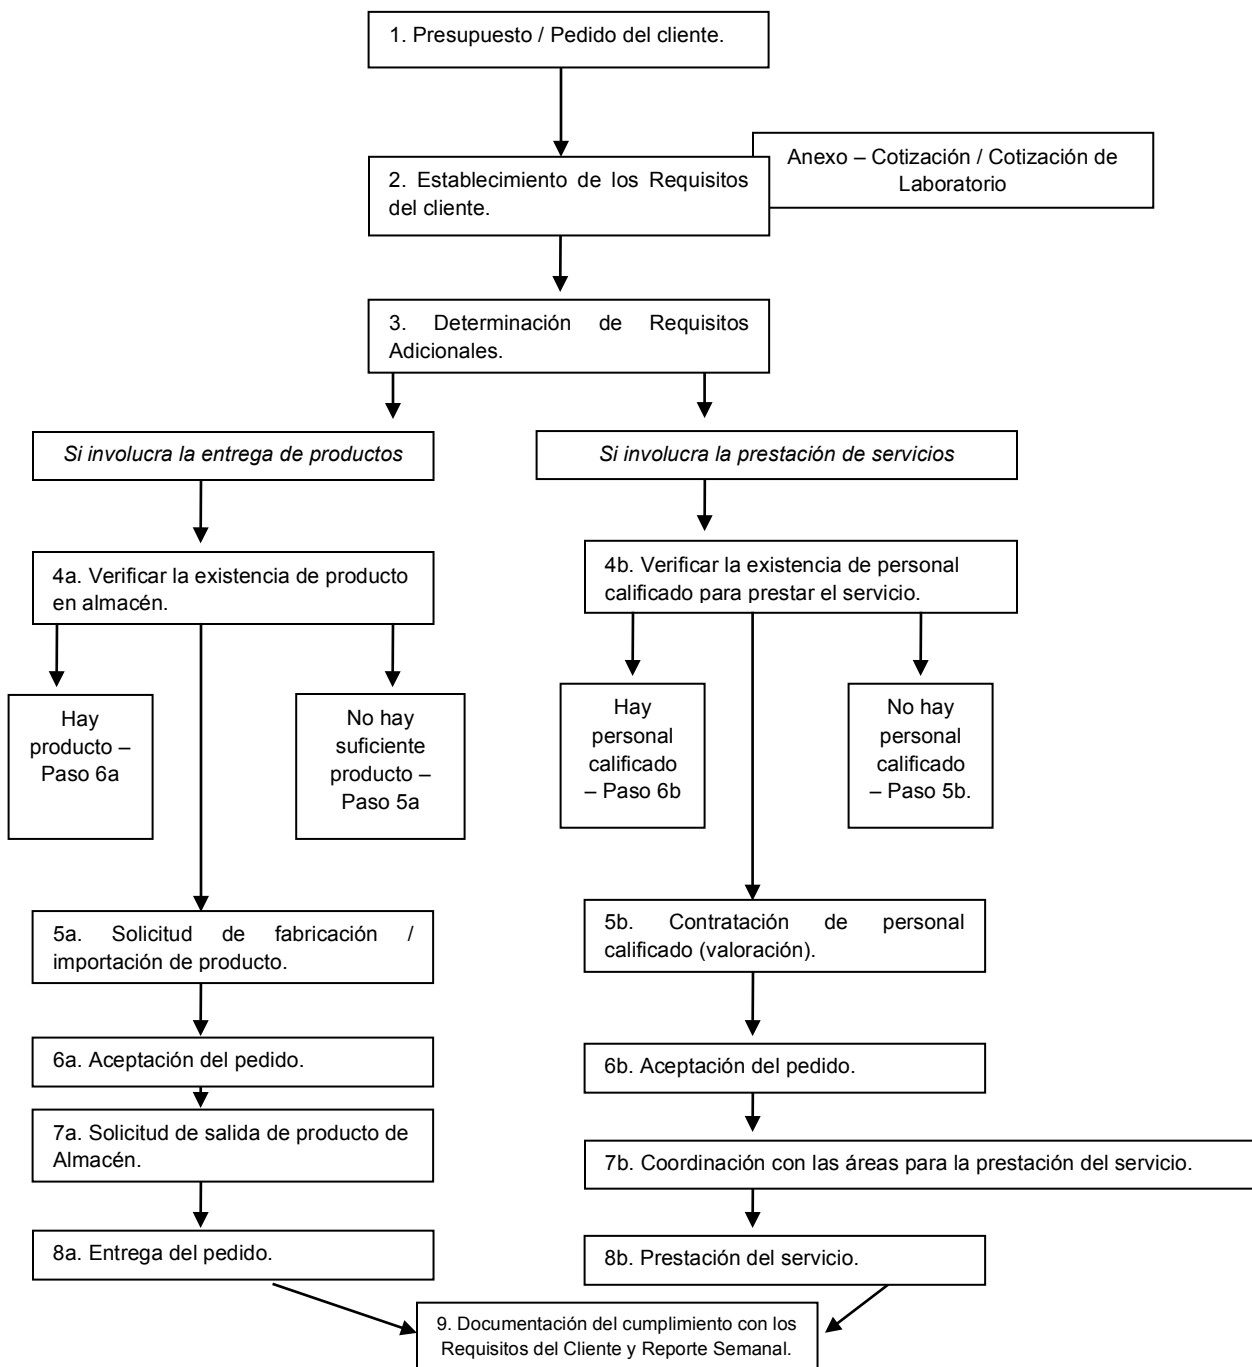 1. Presupuesto / Pedido del cliente.
Anexo – Cotización / Cotización de
Laboratorio
2. Establecimiento de los Requisitos
del cliente.
3. Determinación de Requisitos
Adicionales.
Si involucra la entrega de productos
Si involucra la prestación de servicios
4a. Verificar la existencia de producto
en almacén.
4b. Verificar la existencia de personal
calificado para prestar el servicio.
Hay
producto –
Paso 6a
No hay
suficiente
producto –
Paso 5a
Hay
personal
calificado
– Paso 6b
No hay
personal
calificado
– Paso 5b.
5a. Solicitud de fabricación /
importación de producto.
5b. Contratación de personal
calificado (valoración).
6a. Aceptación del pedido.
6b. Aceptación del pedido.
7a. Solicitud de salida de producto de
Almacén.
7b. Coordinación con las áreas para la prestación del servicio.
8a. Entrega del pedido.
8b. Prestación del servicio.
9. Documentación del cumplimiento con los
Requisitos del Cliente y Reporte Semanal.